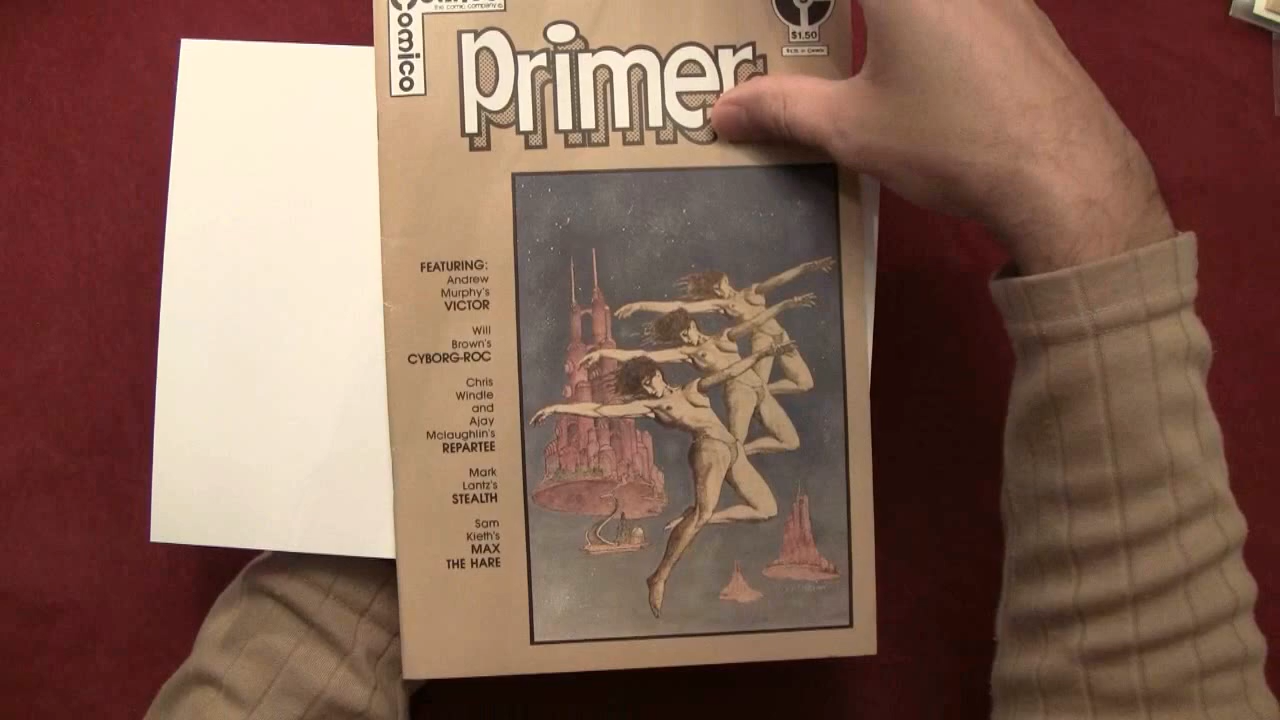 the comic company
Comico
primer
$1.50
FEATURING:
Andrew
Murphy's
VICTOR
Will
Brown's
CYBORG-ROC
Chris
Windle
and
Ajay
Mclaughlin's
REPARTEE
Mark
Lantz's
STEALTH
Sam
Kieth's
MAX
THE HARE